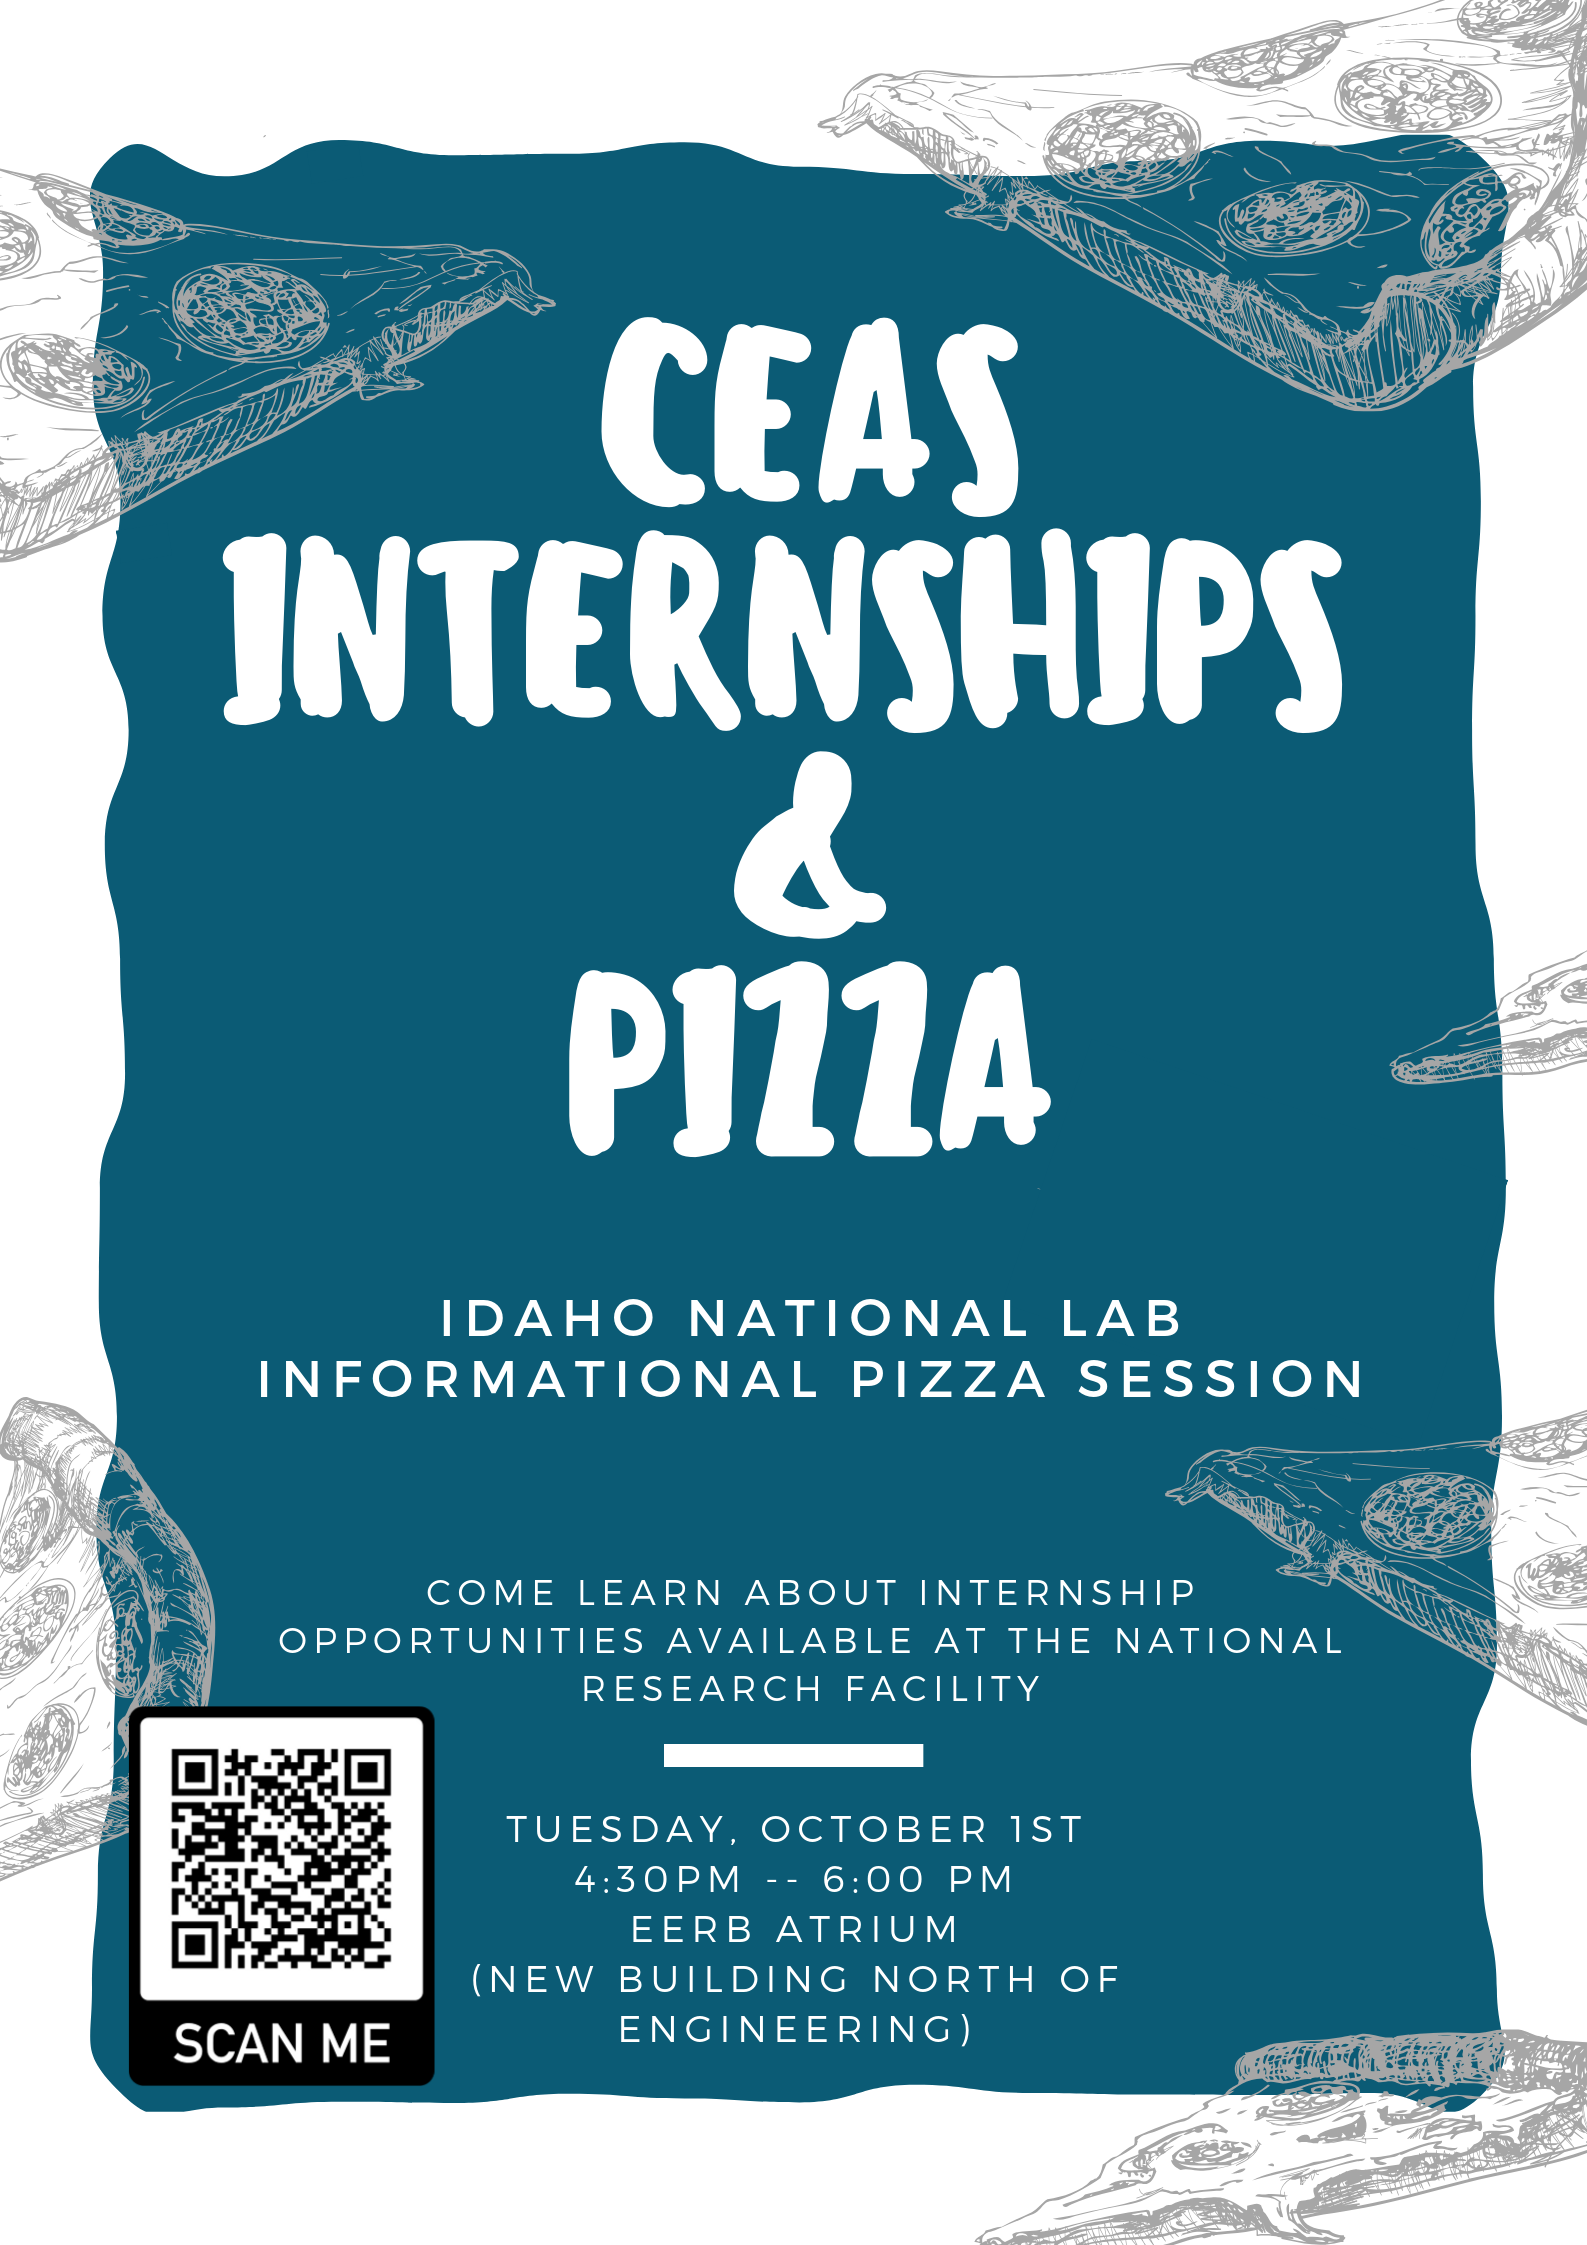 CEAS
INTERNSHIPS
&
PIZZA
IDAHO NATIONAL LAB
INFORMATIONAL PIZZA SESSION
COME LEARN ABOUT INTERNSHIP
OPPORTUNITIES AVAILABLE AT THE NATIONAL
RESEARCH FACILITY
TUESDAY, OCTOBER 1ST
4:30PM -- 6:00 PM
EERB ATRIUM
(NEW BUILDING NORTH OF
ENGINEERING)
SCAN ME